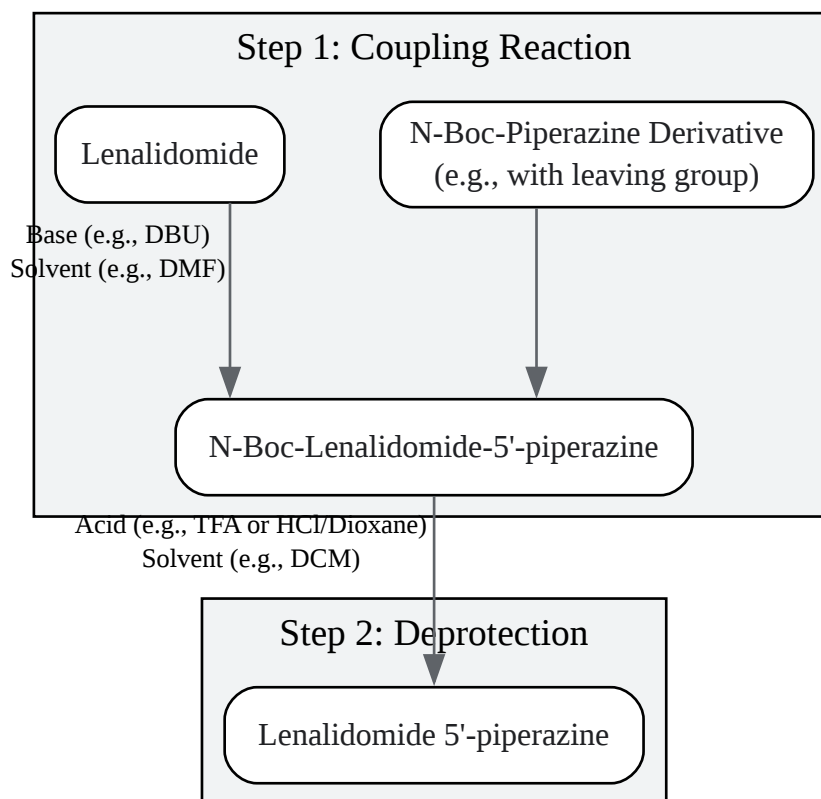 Step 1: Coupling Reaction
Lenalidomide
N-Boc-Piperazine Derivative
(e.g., with leaving group)
Base (e.g., DBU)
Solvent (e.g., DMF)
N-Boc-Lenalidomide-5'-piperazine
Acid (e.g., TFA or HCl/Dioxane)
Solvent (e.g., DCM)
Step 2: Deprotection
Lenalidomide 5'-piperazine